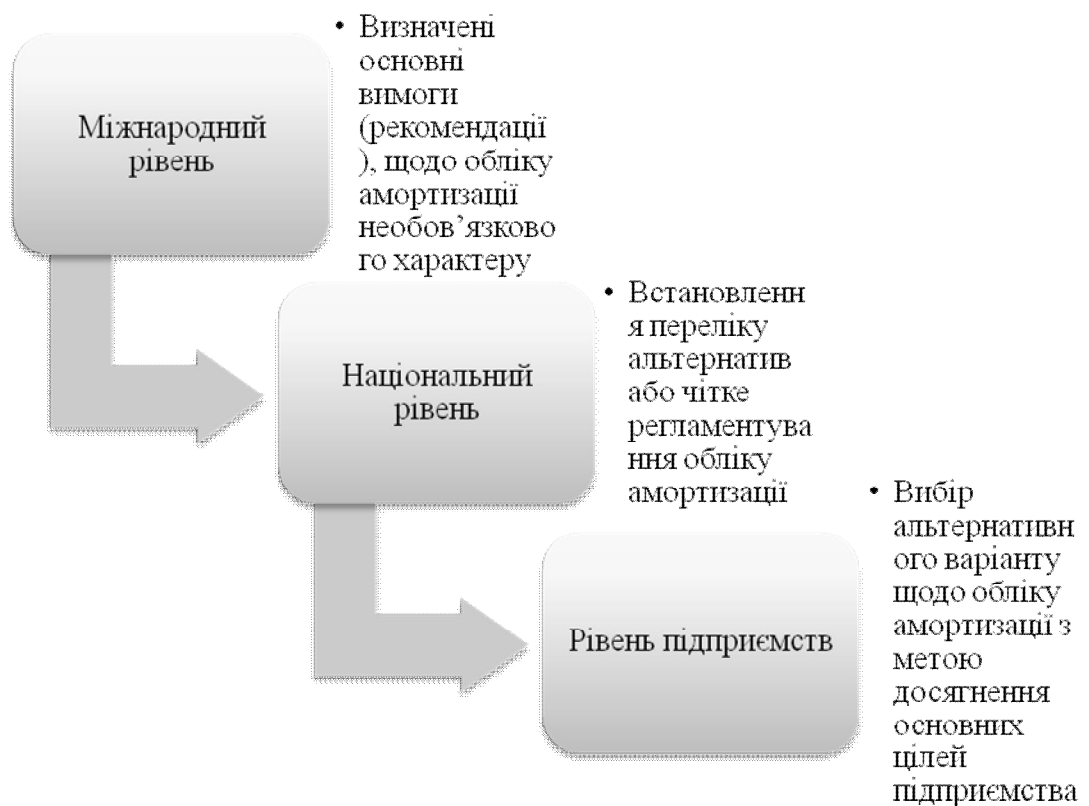 Міжнародний
рівень
• Визначені
основні
вимоги
(рекомендації
), щодо обліку
амортизації
необов’язково
го характеру
Національний
рівень
• Встановленн
я переліку
альтернатив
або чітке
регламентува
ння обліку
амортизації
Рівень підприємств
• Вибір
альтернативн
ого варіанту
щодо обліку
амортизації з
метою
досягнення
основних
цілей
підприємства